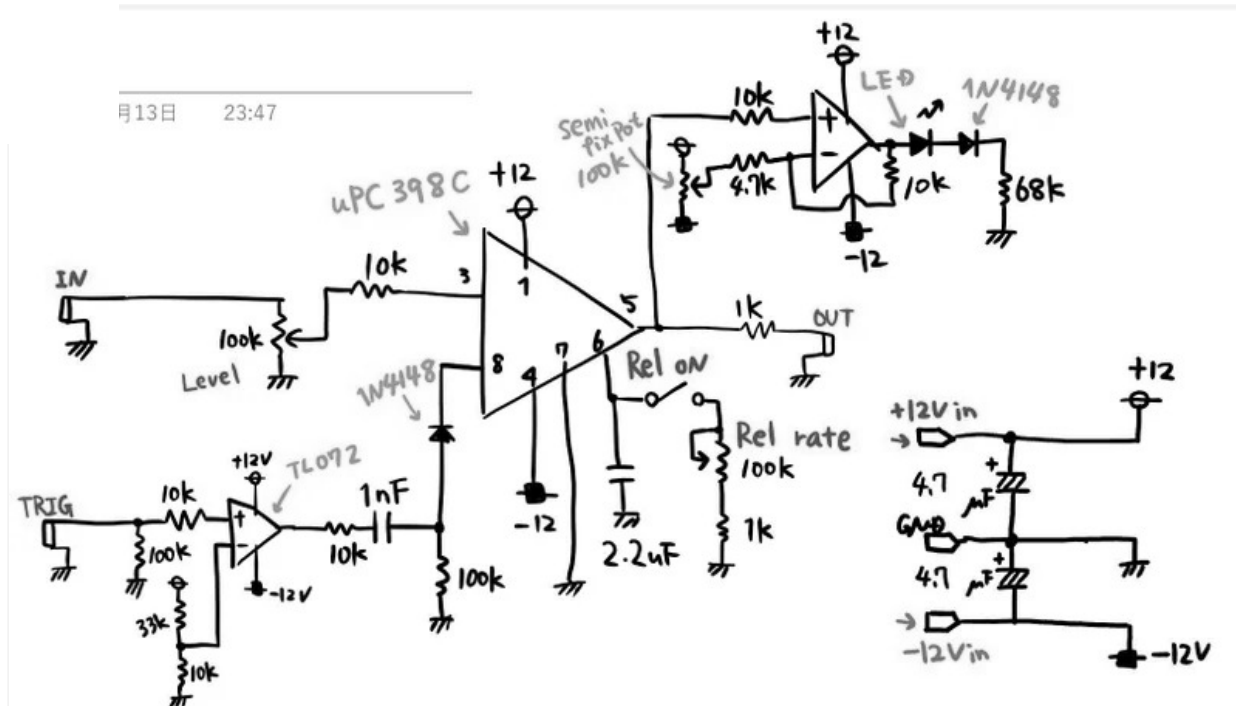 月13日 23:47
+12
LED
1N4148
10k
+
-
semi
fixpot
100k
4.7k
10k
68k
-12
uPC 398C
+12
IN
10k
3
1
5
1k
OUT
100k
Level
8
4
7
6
Rel ON
1N4148
Rel rate
100k
1k
2.2uF
-12
+12V
TL072
TRIG
10k
+
-
1nF
100k
10k
100k
-12V
33k
10k
+12
+12V in
+
4.7
μF
GND
+
4.7
μF
-12V in
-12V